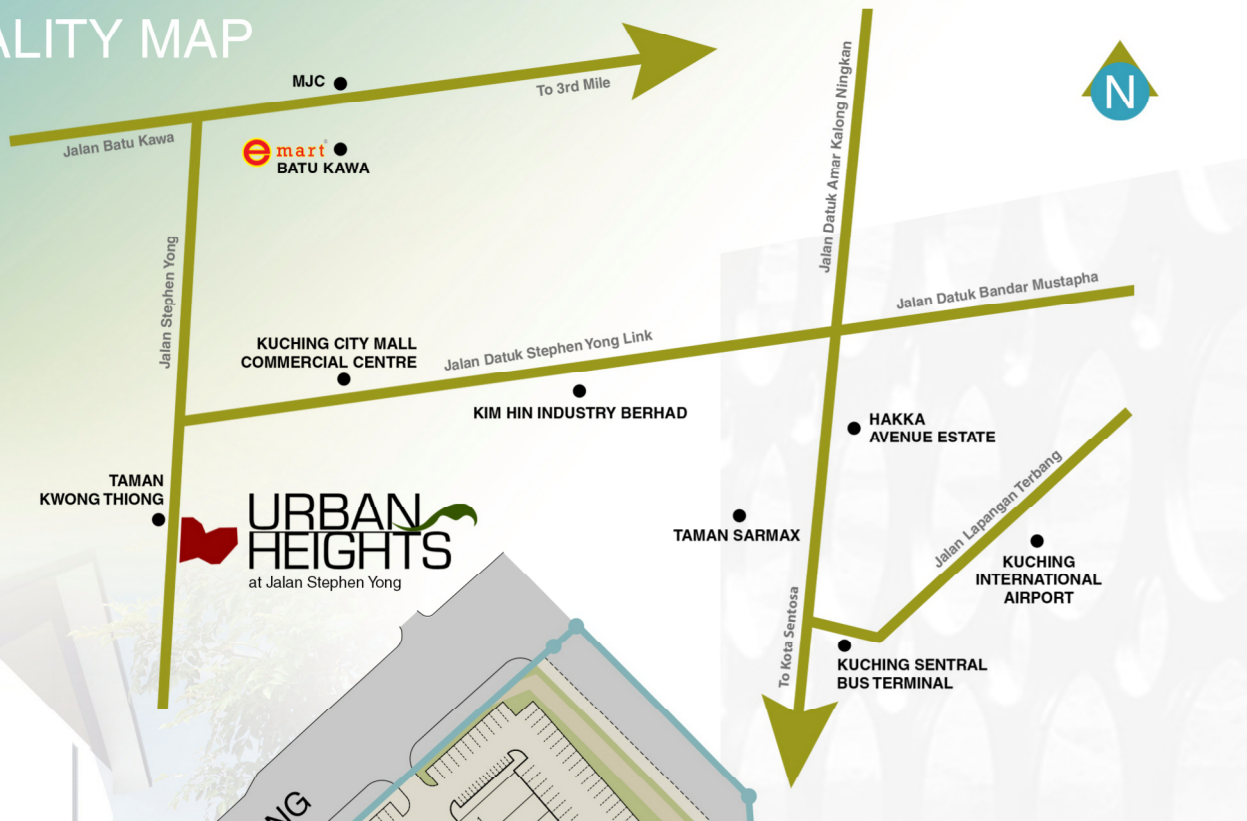 ALITY MAP
MJC
To 3rd Mile
Jalan Batu Kawa
e mart
BATU KAWA
N
Jalan Datuk Amar Kalong Ningkan
Jalan Stephen Yong
Jalan Datuk Bandar Mustapha
KUCHING CITY MALL
COMMERCIAL CENTRE
Jalan Datuk Stephen Yong Link
KIM HIN INDUSTRY BERHAD
HAKKA
AVENUE ESTATE
TAMAN
KWONG THIONG
URBAN
HEIGHTS
at Jalan Stephen Yong
TAMAN SARMAX
Jalan Lapangan Terbang
KUCHING
INTERNATIONAL
AIRPORT
To Kota Sentosa
KUCHING SENTRAL
BUS TERMINAL
NG